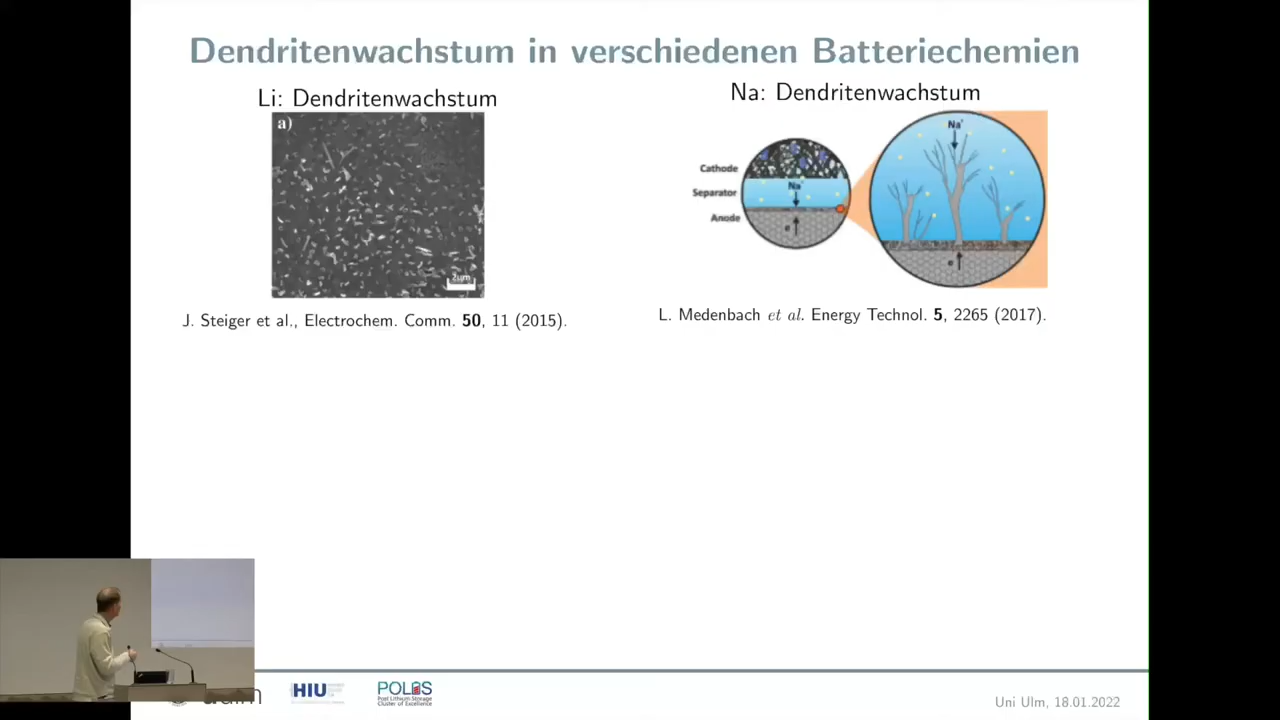 Dendritenwachstum in verschiedenen Batteriechemien
Li: Dendritenwachstum
a)
2μm
J. Steiger et al., Electrochem. Comm. 50, 11 (2015).
Na: Dendritenwachstum
Cathode
Separator
Anode
Na⁺
e⁻
Na⁺
e⁻
L. Medenbach et al. Energy Technol. 5, 2265 (2017).
HIU
POLiS
Post Lithium Storage
Cluster of Excellence
Uni Ulm, 18.01.2022